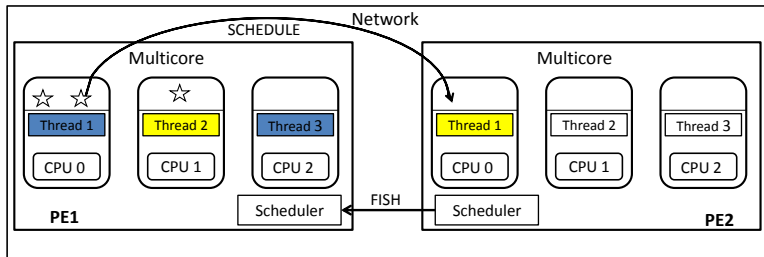 Network
SCHEDULE
Multicore
Multicore
Thread 1
Thread 2
Thread 3
Thread 1
Thread 2
Thread 3
CPU 0
CPU 1
CPU 2
CPU 0
CPU 1
CPU 2
PE1
Scheduler
FISH
Scheduler
PE2